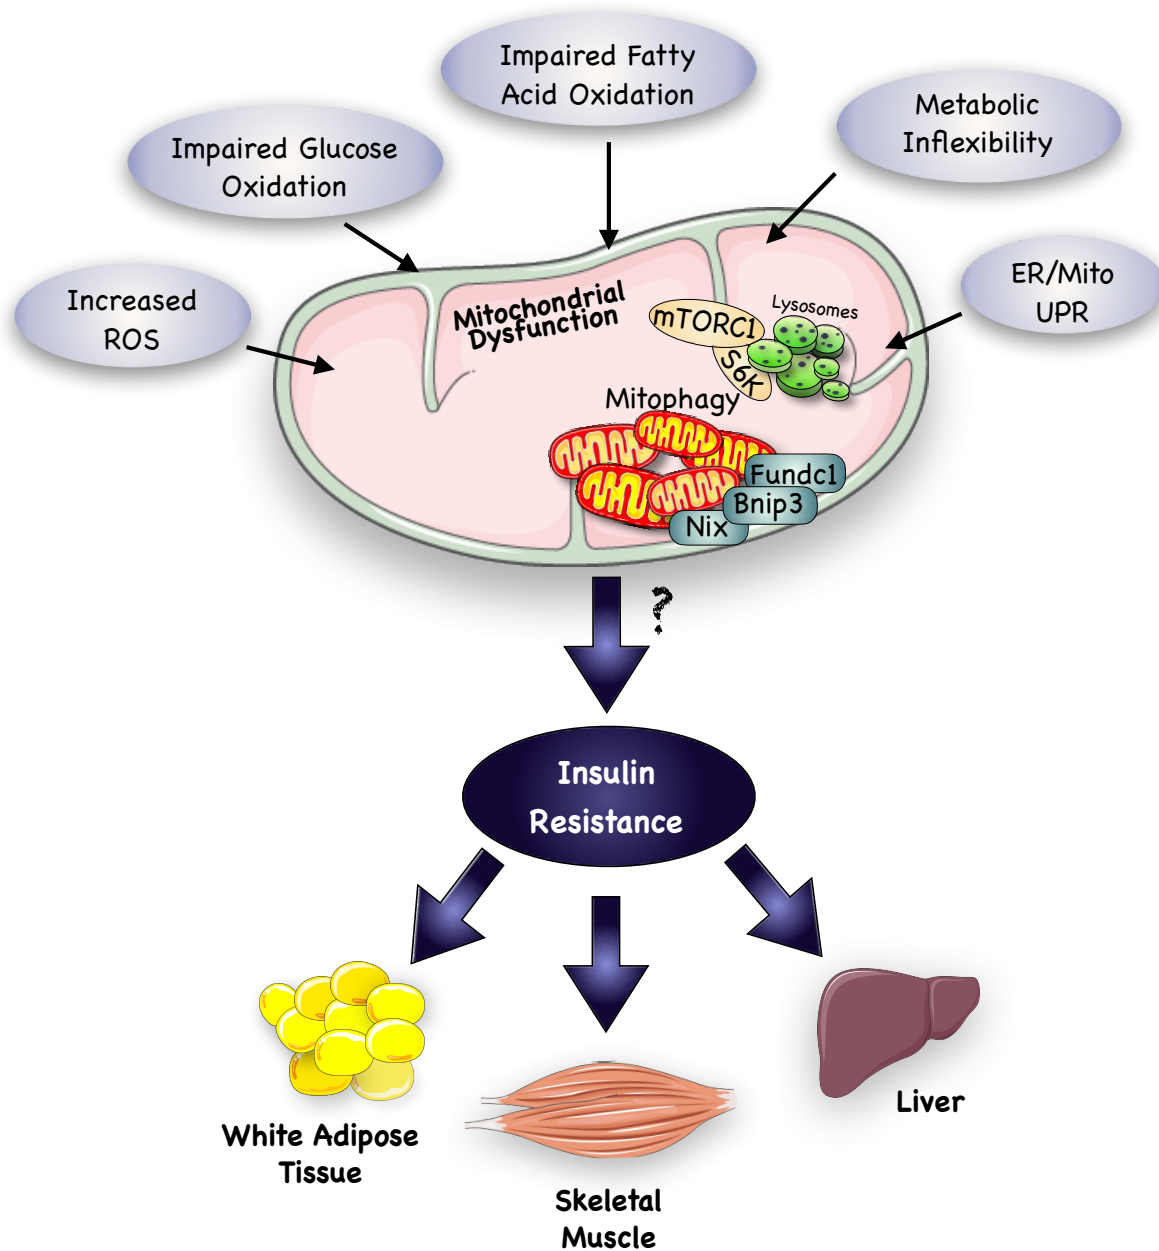 Impaired Fatty
Acid Oxidation
Metabolic
Inflexibility
Impaired Glucose
Oxidation
ER/Mito
UPR
Increased
ROS
Mitochondrial
Dysfunction
Lysosomes
mTORC1
S6K
Mitophagy
Fundc1
Bnip3
Nix
?
Insulin
Resistance
White Adipose
Tissue
Skeletal
Muscle
Liver